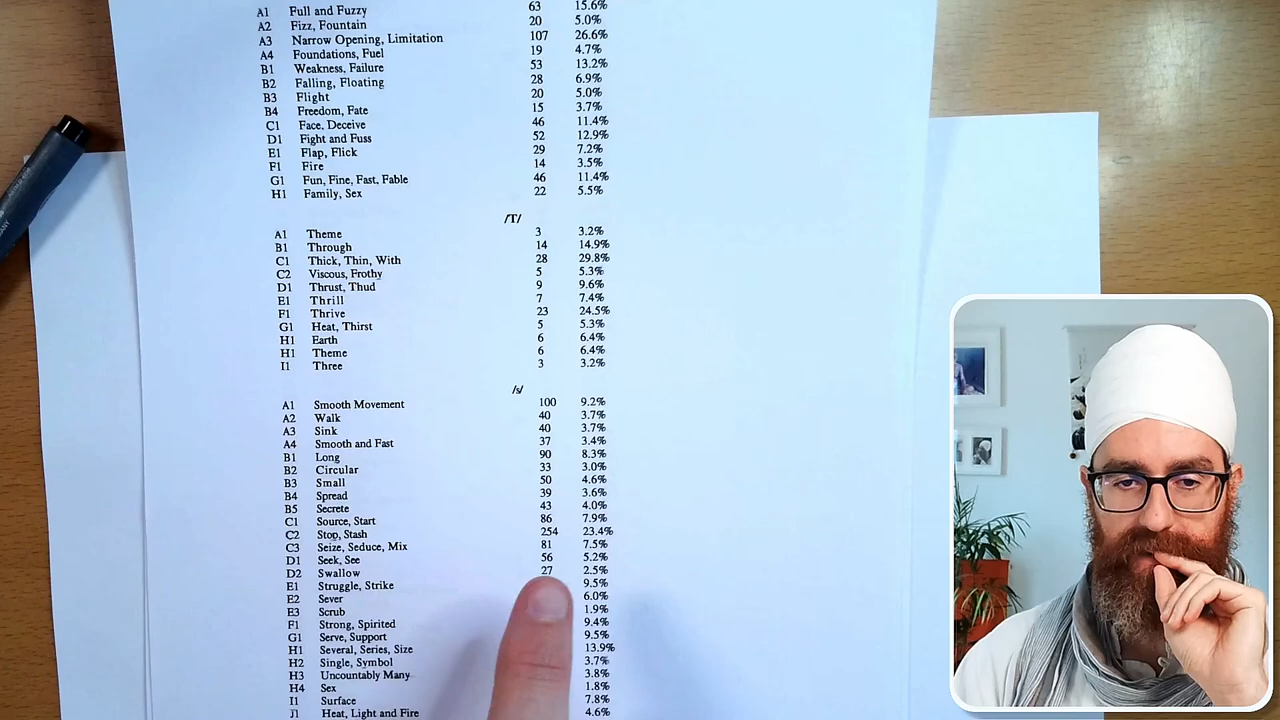 A1 Full and Fuzzy 63 15.6%
A2 Fizz, Fountain 20 5.0%
A3 Narrow Opening, Limitation 107 26.6%
A4 Foundations, Fuel 19 4.7%
B1 Weakness, Failure 53 13.2%
B2 Falling, Floating 28 6.9%
B3 Flight 20 5.0%
B4 Freedom, Fate 15 3.7%
C1 Face, Deceive 46 11.4%
D1 Fight and Fuss 52 12.9%
E1 Flap, Flick 29 7.2%
F1 Fire 14 3.5%
G1 Fun, Fine, Fast, Fable 46 11.4%
H1 Family, Sex 22 5.5%
/T/
A1 Theme 3 3.2%
B1 Through 14 14.9%
C1 Thick, Thin, With 28 29.8%
C2 Viscous, Frothy 5 5.3%
D1 Thrust, Thud 9 9.6%
E1 Thrill 7 7.4%
F1 Thrive 23 24.5%
G1 Heat, Thirst 5 5.3%
H1 Earth 6 6.4%
H1 Theme 6 6.4%
I1 Three 3 3.2%
/s/
A1 Smooth Movement 100 9.2%
A2 Walk 40 3.7%
A3 Sink 40 3.7%
A4 Smooth and Fast 37 3.4%
B1 Long 90 8.3%
B2 Circular 33 3.0%
B3 Small 50 4.6%
B4 Spread 39 3.6%
B5 Secrete 43 4.0%
C1 Source, Start 86 7.9%
C2 Stop, Stash 254 23.4%
C3 Seize, Seduce, Mix 81 7.5%
D1 Seek, See 56 5.2%
D2 Swallow 27 2.5%
E1 Struggle, Strike 9.5%
E2 Sever 6.0%
E3 Scrub 1.9%
F1 Strong, Spirited 9.4%
G1 Serve, Support 9.5%
H1 Several, Series, Size 13.9%
H2 Single, Symbol 3.7%
H3 Uncountably Many 3.8%
H4 Sex 1.8%
I1 Surface 7.8%
J1 Heat, Light and Fire 4.6%